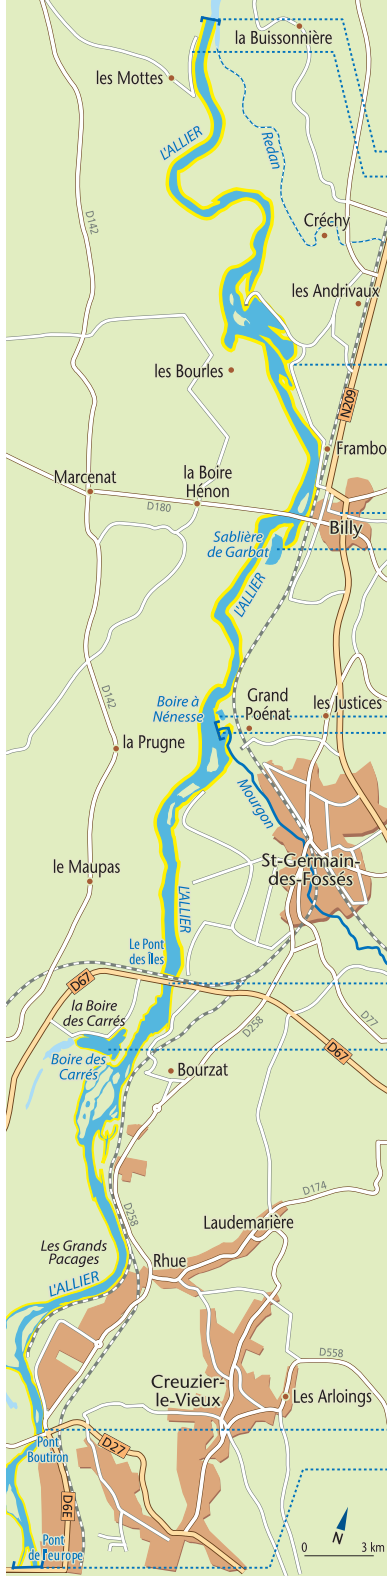 la Buissonnière
les Mottes
L'ALLIER
Redan
D142
Créchy
les Andrivaux
les Bourles
N209
Frambo
Marcenat
la Boire
Hénon
D180
Billy
Sablière
de Garbat
L'ALLIER
D142
Boire à
Nénesse
Grand
Poénat
les Justices
la Prugne
Mourgon
St-Germain-
des-Fossés
le Maupas
L'ALLIER
Le Pont
des Îles
D67
la Boire
des Carrés
D258
D77
D67
Boire des
Carrés
Bourzat
D174
D258
Laudemarière
Les Grands
Pacages
Rhue
L'ALLIER
D558
Creuzier-
le-Vieux
Les Arloings
Pont
Boutiron
D27
D6E
Pont
de l'europe
N
0 3 km